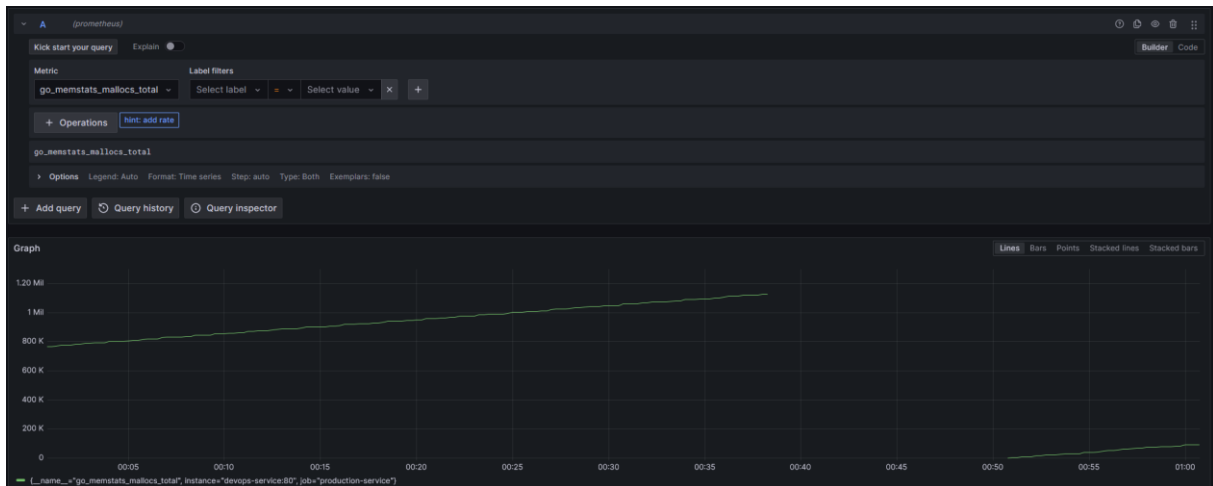 A (prometheus)
Kick start your query Explain Builder Code
Metric Label filters
go_memstats_mallocs_total Select label = Select value × +
+ Operations hint: add rate
go_memstats_mallocs_total
> Options Legend: Auto Format: Time series Step: auto Type: Both Exemplars: false
+ Add query Query history Query inspector
Graph Lines Bars Points Stacked lines Stacked bars
1.20 Mil
1 Mil
800 K
600 K
400 K
200 K
0
00:05 00:10 00:15 00:20 00:25 00:30 00:35 00:40 00:45 00:50 00:55 01:00
{__name__="go_memstats_mallocs_total", instance="devops-service:80", job="production-service"}